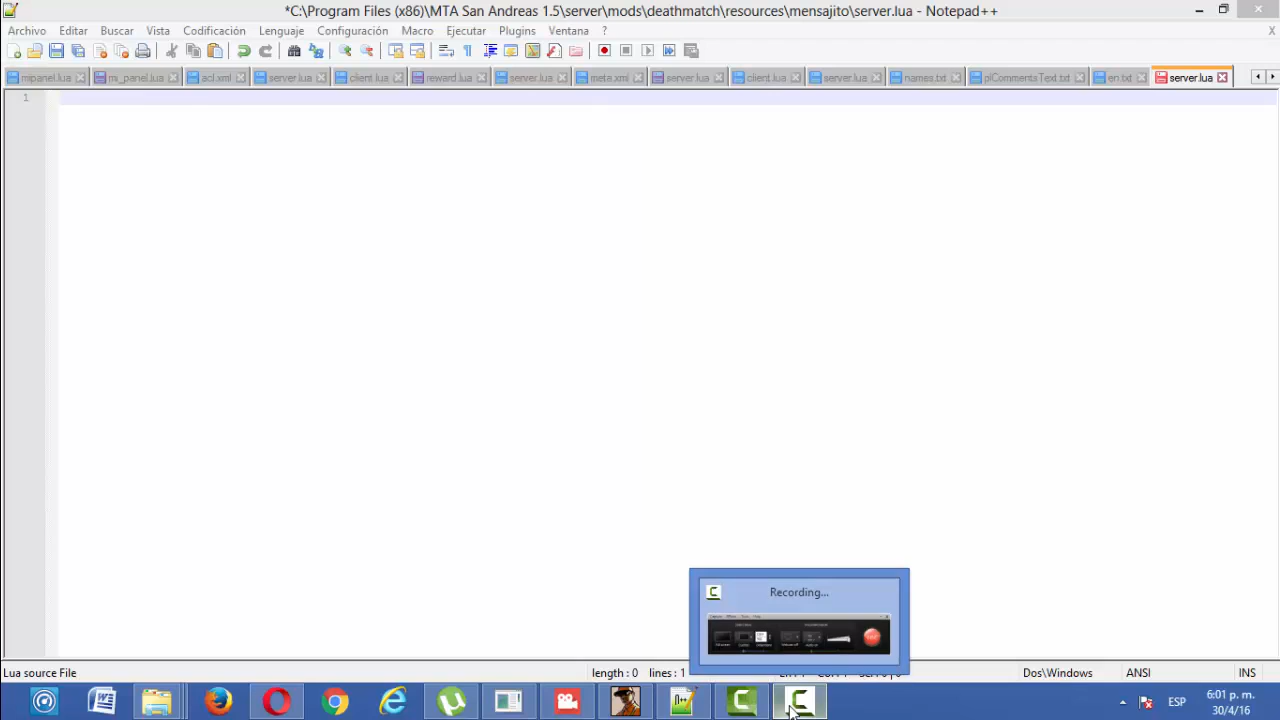 *C:\Program Files (x86)\MTA San Andreas 1.5\server\mods\deathmatch\resources\mensajito\server.lua - Notepad++
Archivo Editar Buscar Vista Codificación Lenguaje Configuración Macro Ejecutar Plugins Ventana ? X
mipanel.lua mi_panel.lua acl.xml server.lua client.lua reward.lua server.lua meta.xml server.lua client.lua server.lua names.txt plCommentsText.txt en.txt server.lua
1
Recording...
Lua source File length : 0 lines : 1 Dos\Windows ANSI INS
ESP 6:01 p. m.
30/4/16